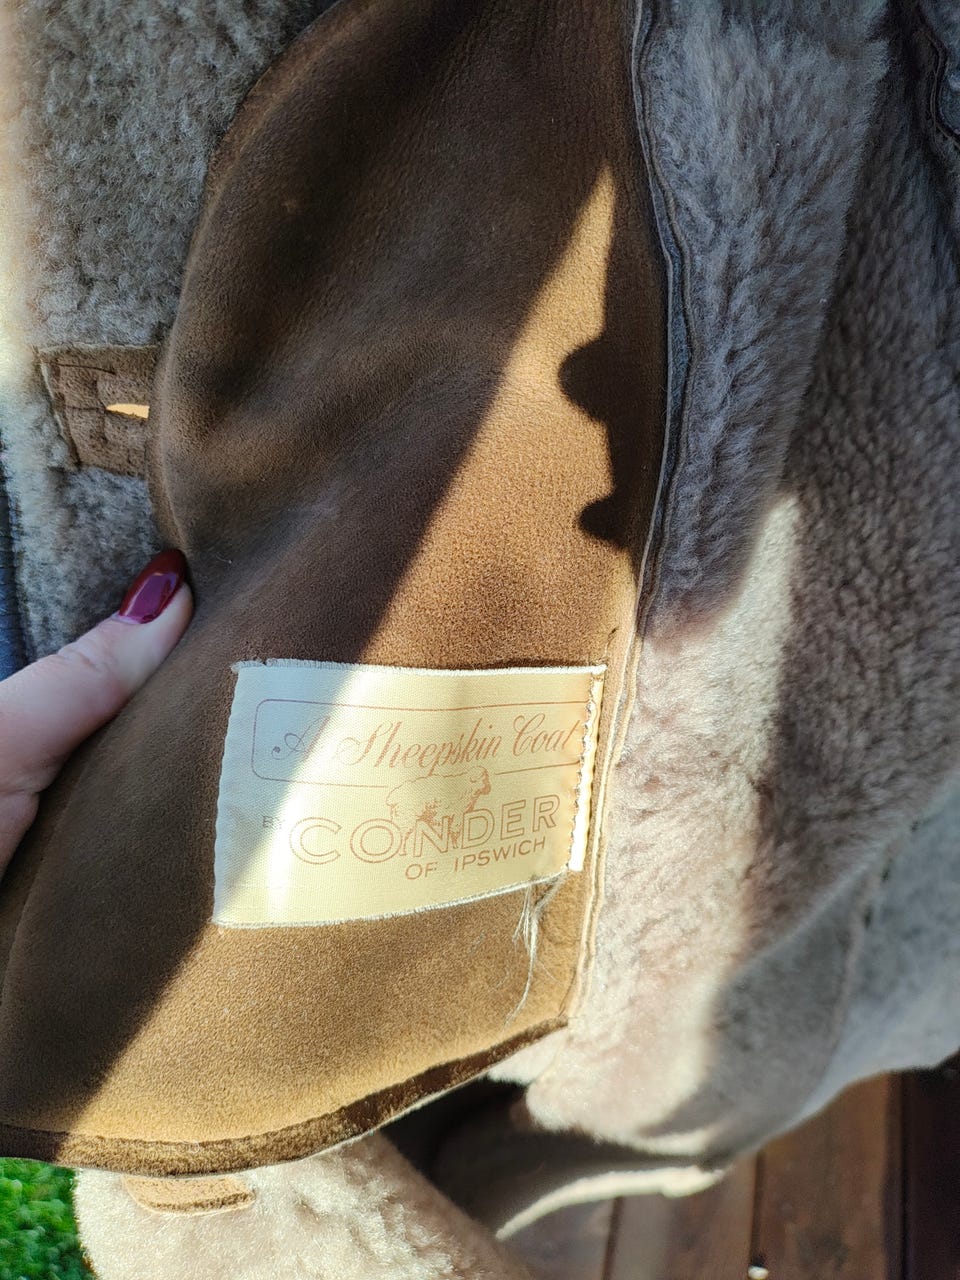 A Sheepskin Coat
BY CONDER
OF IPSWICH